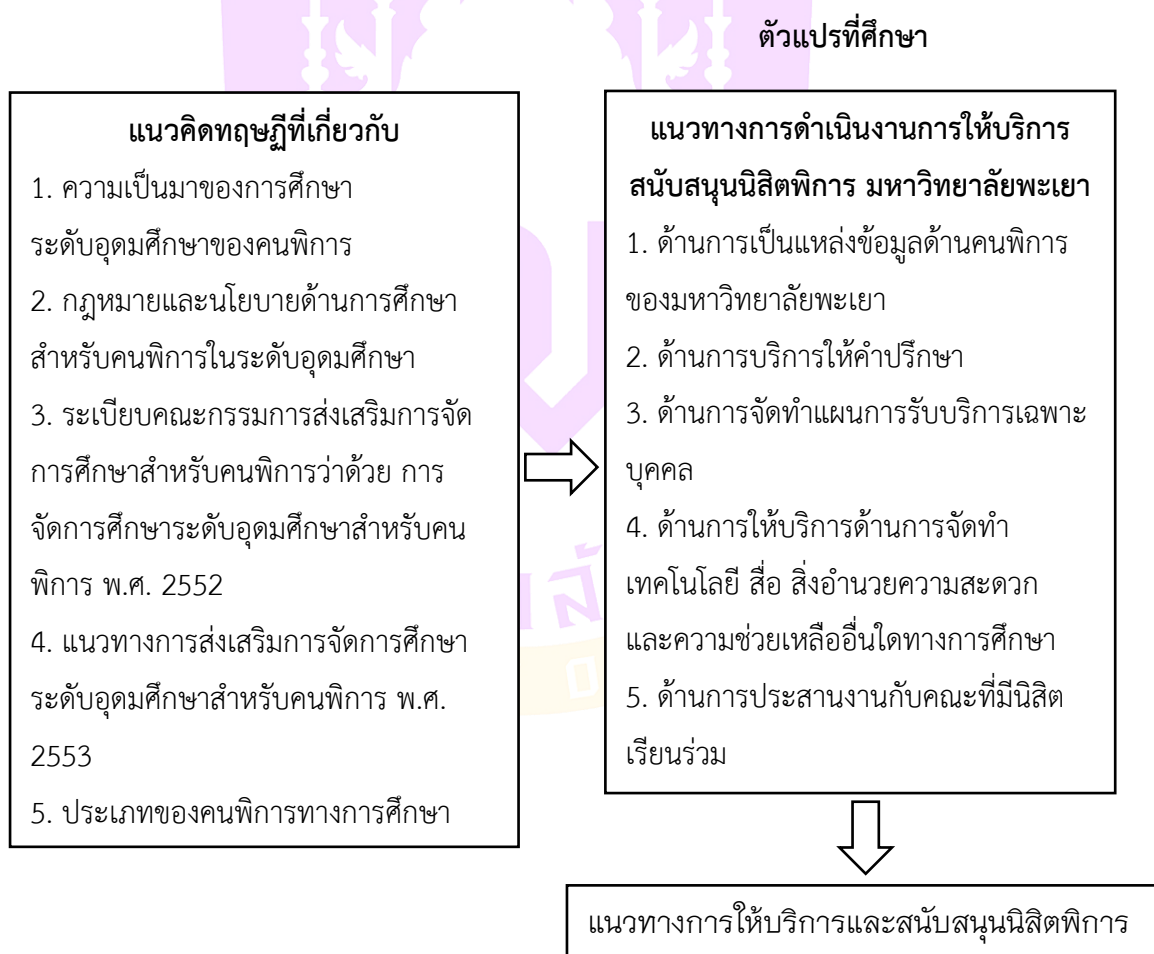 ตัวแปรที่ศึกษา
แนวคิดทฤษฎีที่เกี่ยวกับ
1. ความเป็นมาของการศึกษา
ระดับอุดมศึกษาของคนพิการ
2. กฎหมายและนโยบายด้านการศึกษา
สำหรับคนพิการในระดับอุดมศึกษา
3. ระเบียบคณะกรรมการส่งเสริมการจัด
การศึกษาสำหรับคนพิการว่าด้วย การ
จัดการศึกษาระดับอุดมศึกษาสำหรับคน
พิการ พ.ศ. 2552
4. แนวทางการส่งเสริมการจัดการศึกษา
ระดับอุดมศึกษาสำหรับคนพิการ พ.ศ.
2553
5. ประเภทของคนพิการทางการศึกษา
แนวทางการดำเนินงานการให้บริการ
สนับสนุนนิสิตพิการ มหาวิทยาลัยพะเยา
1. ด้านการเป็นแหล่งข้อมูลด้านคนพิการ
ของมหาวิทยาลัยพะเยา
2. ด้านการบริการให้คำปรึกษา
3. ด้านการจัดทำแผนการรับบริการเฉพาะ
บุคคล
4. ด้านการให้บริการด้านการจัดทำ
เทคโนโลยี สื่อ สิ่งอำนวยความสะดวก
และความช่วยเหลืออื่นใดทางการศึกษา
5. ด้านการประสานงานกับคณะที่มีนิสิต
เรียนร่วม
แนวทางการให้บริการและสนับสนุนนิสิตพิการ